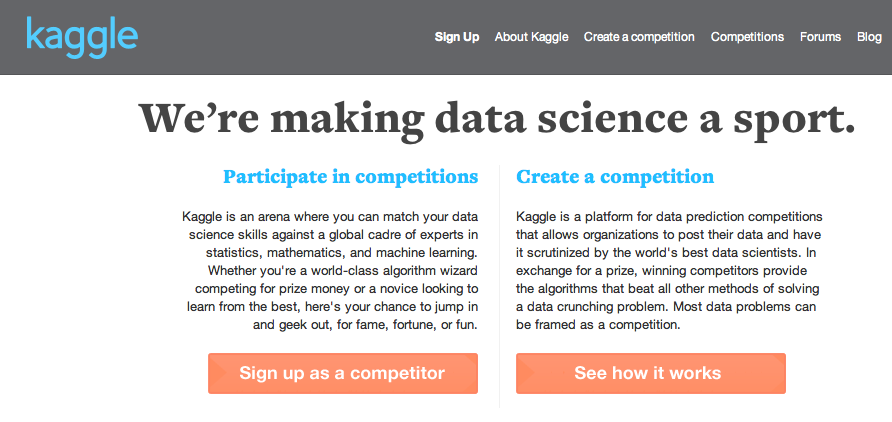 kaggle
Sign Up About Kaggle Create a competition Competitions Forums Blog
We’re making data science a sport.
Participate in competitions
Kaggle is an arena where you can match your data
science skills against a global cadre of experts in
statistics, mathematics, and machine learning.
Whether you're a world-class algorithm wizard
competing for prize money or a novice looking to
learn from the best, here's your chance to jump in
and geek out, for fame, fortune, or fun.
Sign up as a competitor
Create a competition
Kaggle is a platform for data prediction competitions
that allows organizations to post their data and have
it scrutinized by the world's best data scientists. In
exchange for a prize, winning competitors provide
the algorithms that beat all other methods of solving
a data crunching problem. Most data problems can
be framed as a competition.
See how it works